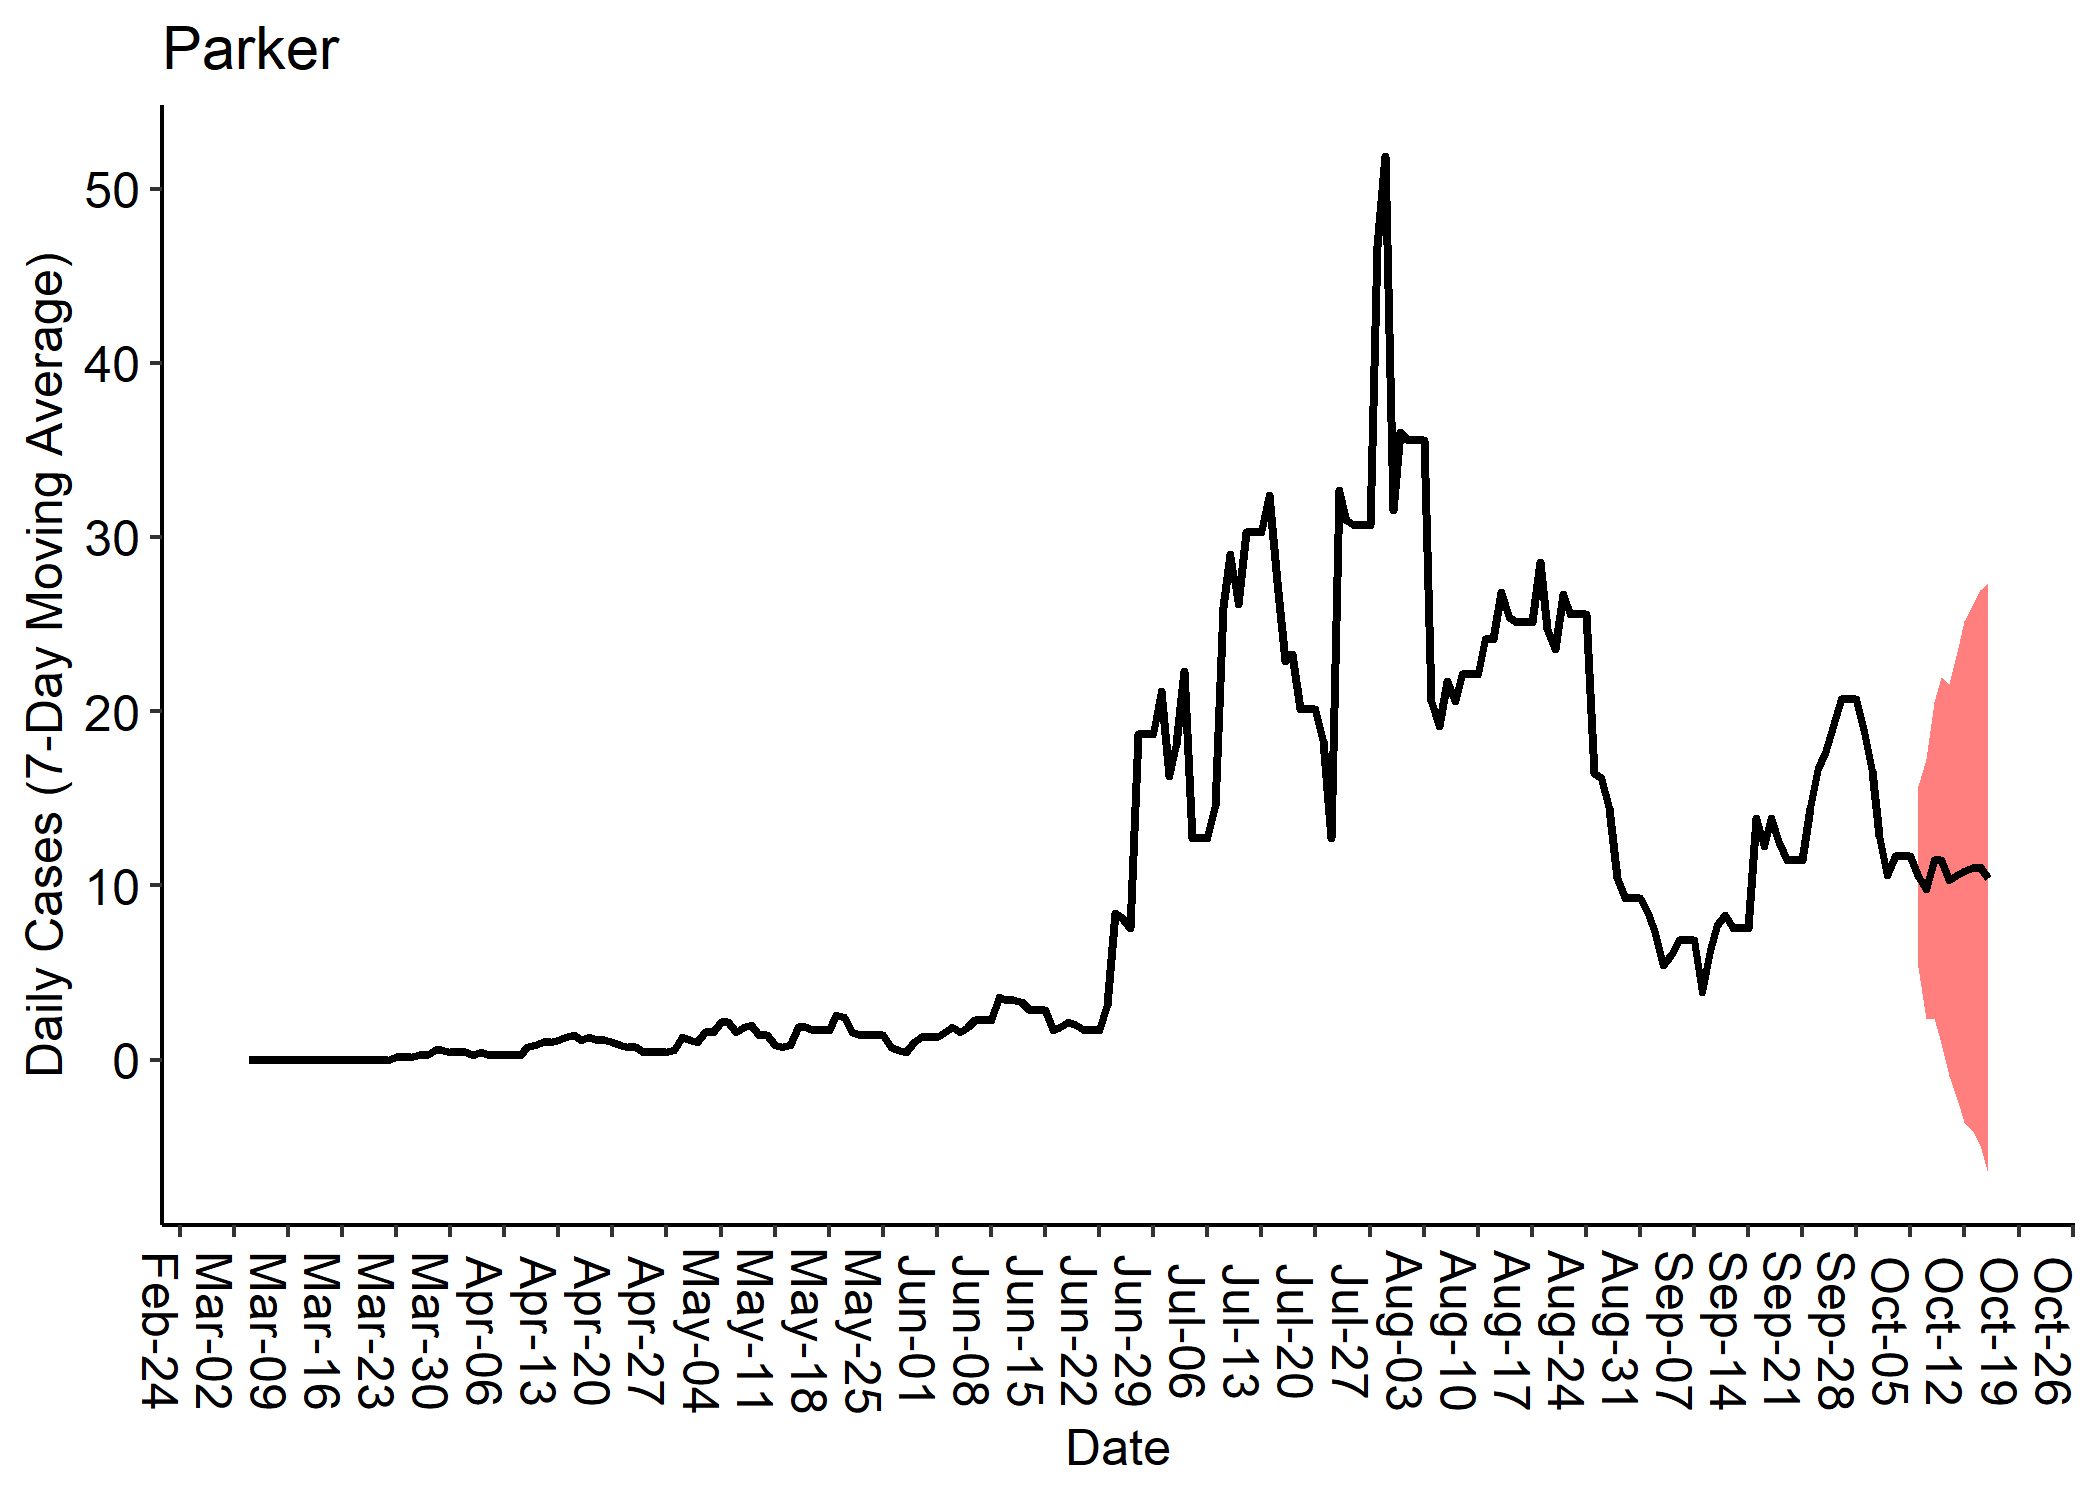 Parker
Daily Cases (7-Day Moving Average)
50
40
30
20
10
0
Feb-24
Mar-02
Mar-09
Mar-16
Mar-23
Mar-30
Apr-06
Apr-13
Apr-20
Apr-27
May-04
May-11
May-18
May-25
Jun-01
Jun-08
Jun-15
Jun-22
Jun-29
Jul-06
Jul-13
Jul-20
Jul-27
Aug-03
Aug-10
Aug-17
Aug-24
Aug-31
Sep-07
Sep-14
Sep-21
Sep-28
Oct-05
Oct-12
Oct-19
Oct-26
Date